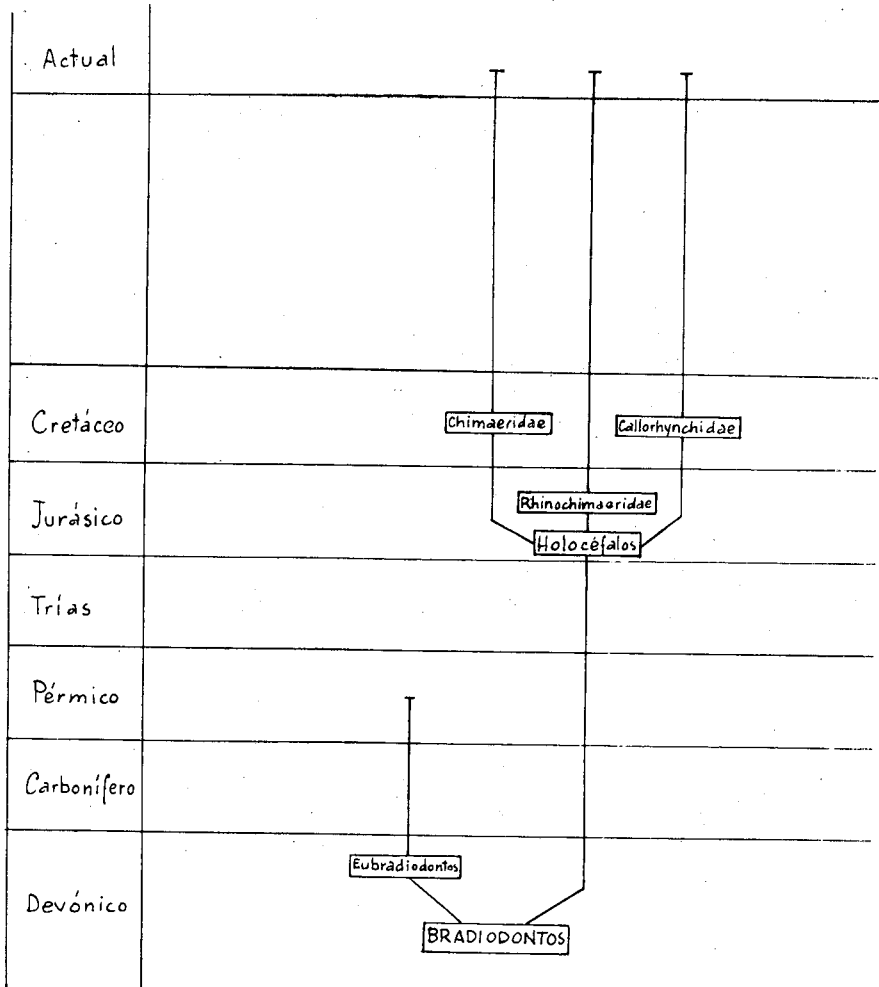 Actual
Cretáceo
Chimaeridae
Callorhynchidae
Jurásico
Rhinochimaeridae
Holocéfalos
Trías
Pérmico
Carbonífero
Eubradiodontos
Devónico
BRADIODONTOS